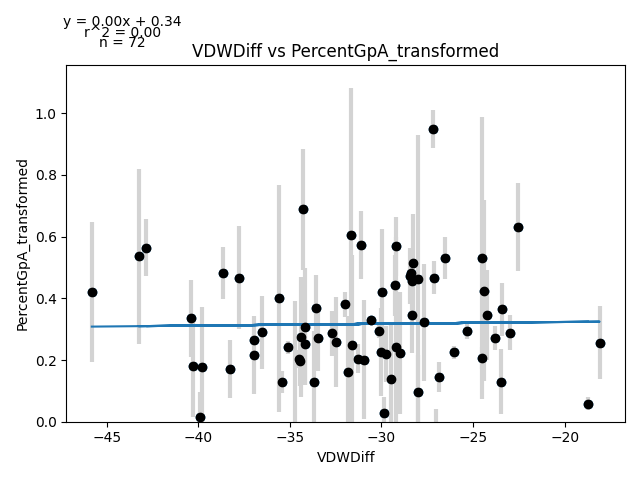 y = 0.00x + 0.34
r^2 = 0.00
n = 72
VDWDiff vs PercentGpA_transformed
1.0
0.8
0.6
0.4
0.2
0.0
PercentGpA_transformed
−45
−40
−35
−30
−25
−20
VDWDiff